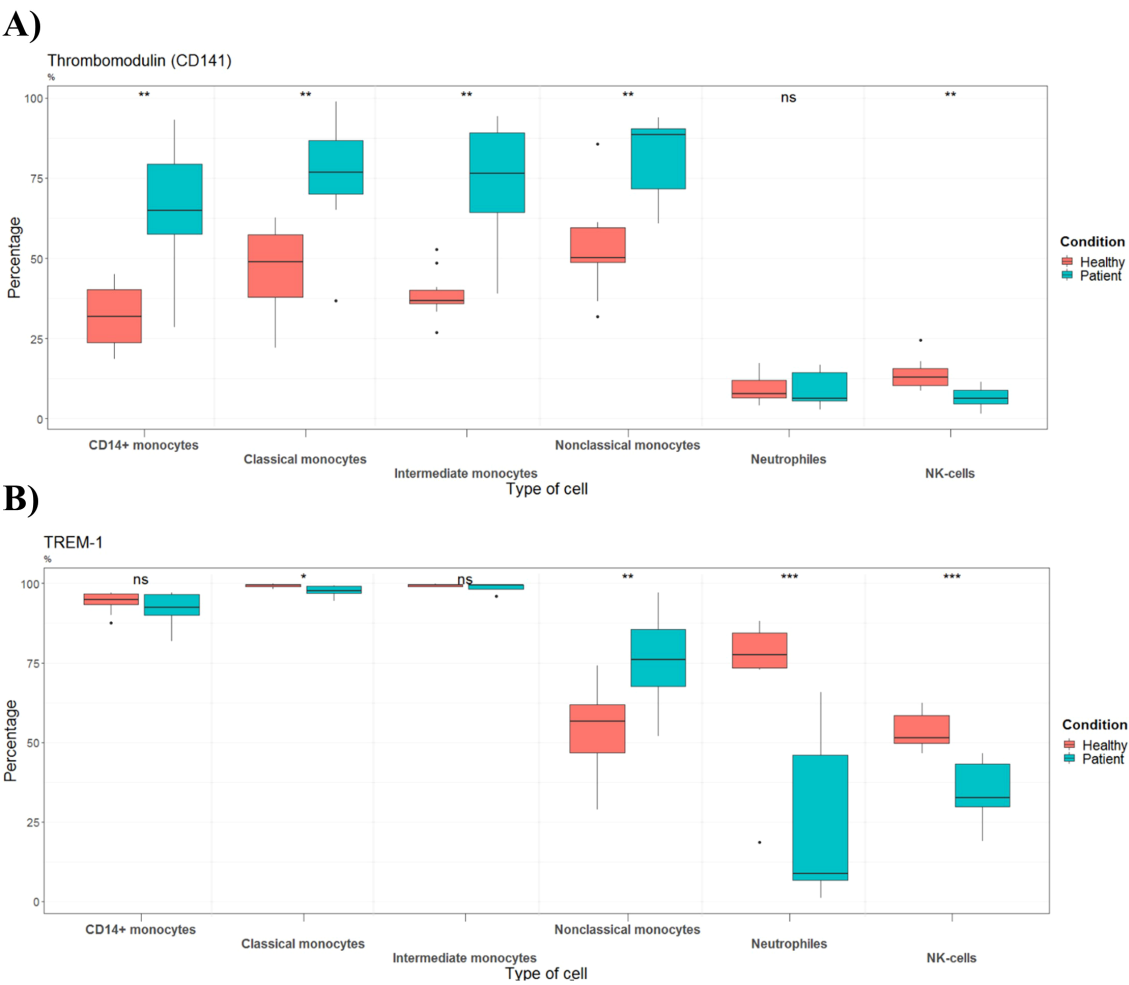 A)
Thrombomodulin (CD141)
%
** ** ** ** ns **
100
75
50
25
0
Percentage
Condition
Healthy
Patient
CD14+ monocytes
Classical monocytes
Intermediate monocytes
Nonclassical monocytes
Neutrophiles
NK-cells
Type of cell
B)
TREM-1
%
ns * ns ** *** ***
100
75
50
25
0
Percentage
Condition
Healthy
Patient
CD14+ monocytes
Classical monocytes
Intermediate monocytes
Nonclassical monocytes
Neutrophiles
NK-cells
Type of cell